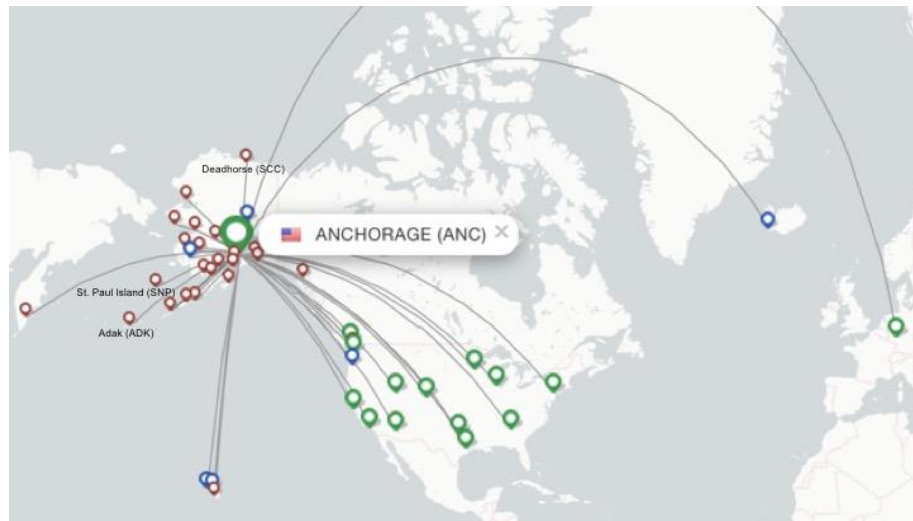 Deadhorse (SCC)
ANCHORAGE (ANC)
St. Paul Island (SNP)
Adak (ADK)